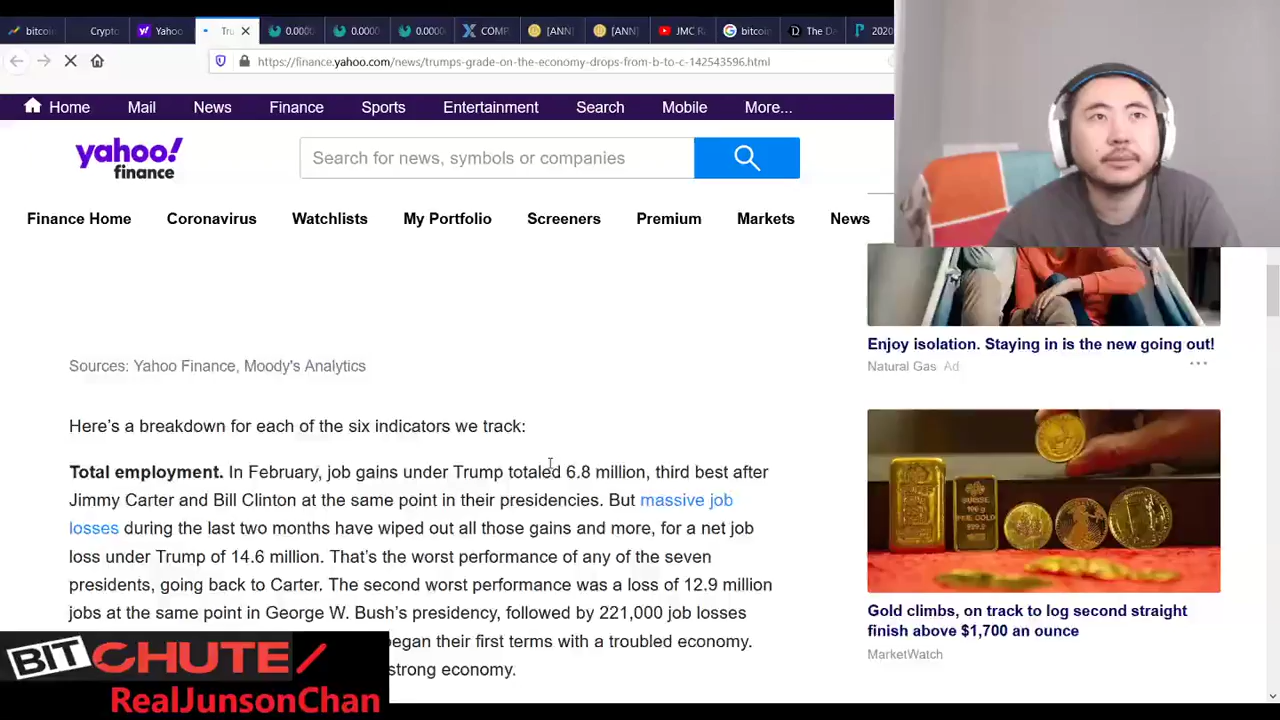 bitcoin
Crypto
Yahoo
Tru
0.0000
0.0000
0.0000
COMP
[ANN]
[ANN]
JMC R
bitcoin
The D
2020
https://finance.yahoo.com/news/trumps-grade-on-the-economy-drops-from-b-to-c-142543596.html
Home Mail News Finance Sports Entertainment Search Mobile More...
yahoo!
finance
Search for news, symbols or companies
Finance Home Coronavirus Watchlists My Portfolio Screeners Premium Markets News
Sources: Yahoo Finance, Moody's Analytics
Here’s a breakdown for each of the six indicators we track:
Total employment. In February, job gains under Trump totaled 6.8 million, third best after
Jimmy Carter and Bill Clinton at the same point in their presidencies. But massive job
losses during the last two months have wiped out all those gains and more, for a net job
loss under Trump of 14.6 million. That’s the worst performance of any of the seven
presidents, going back to Carter. The second worst performance was a loss of 12.9 million
jobs at the same point in George W. Bush’s presidency, followed by 221,000 job losses
began their first terms with a troubled economy.
strong economy.
Enjoy isolation. Staying in is the new going out!
Natural Gas Ad
Gold climbs, on track to log second straight
finish above $1,700 an ounce
MarketWatch
BITCHUTE/
RealJunsonChan